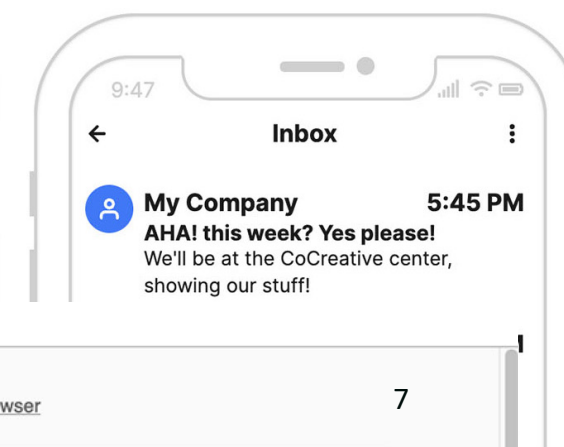 9:47
Inbox
My Company 5:45 PM
AHA! this week? Yes please!
We'll be at the CoCreative center,
showing our stuff!
wser 7